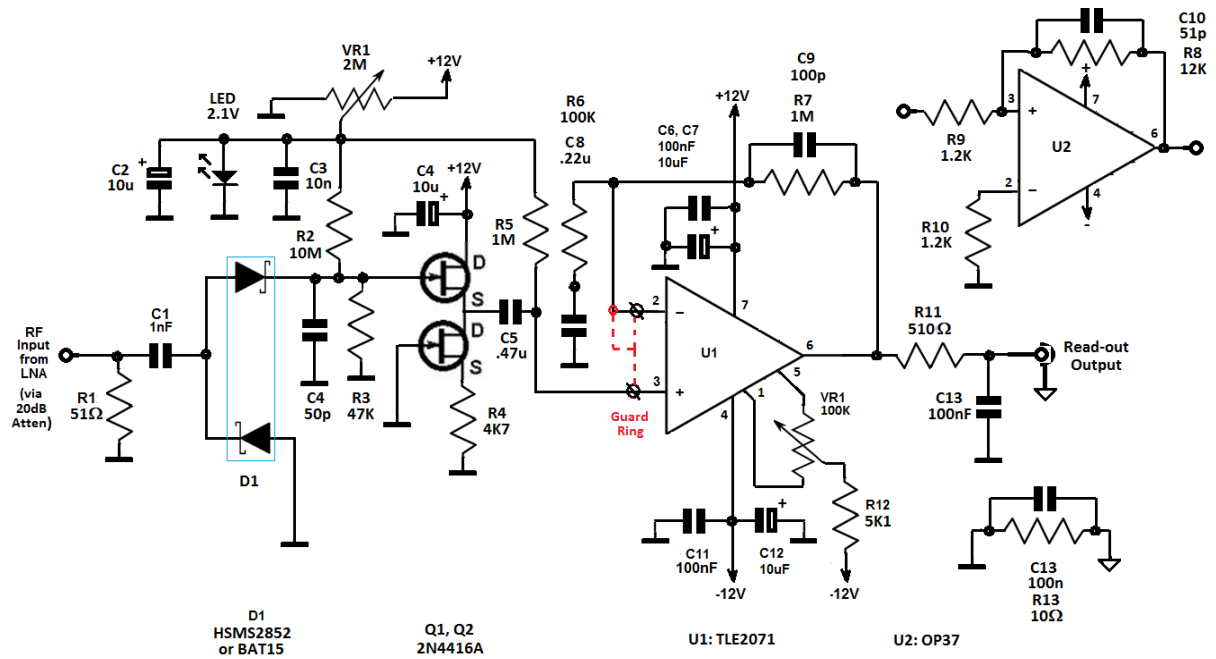 VR1
2M
+12V
LED
2.1V
C2
10u
+
C3
10n
C4
10u
+
+12V
R2
10M
R5
1M
R6
100K
C8
.22u
C6, C7
100nF
10uF
+12V
+
C9
100p
R7
1M
C10
51p
R8
12K
R9
1.2K
R10
1.2K
3
+
2
−
+
7
U2
6
4
-
RF
Input
from
LNA
(via
20dB
Atten)
R1
51Ω
C1
1nF
D1
C4
50p
R3
47K
D
S
D
S
R4
4K7
C5
.47u
Guard
Ring
2
−
3
+
7
U1
6
5
1
4
VR1
100K
R12
5K1
-12V
C11
100nF
C12
10uF
+
-12V
R11
510Ω
C13
100nF
Read-out
Output
C13
100n
R13
10Ω
D1
HSMS2852
or BAT15
Q1, Q2
2N4416A
U1: TLE2071
U2: OP37